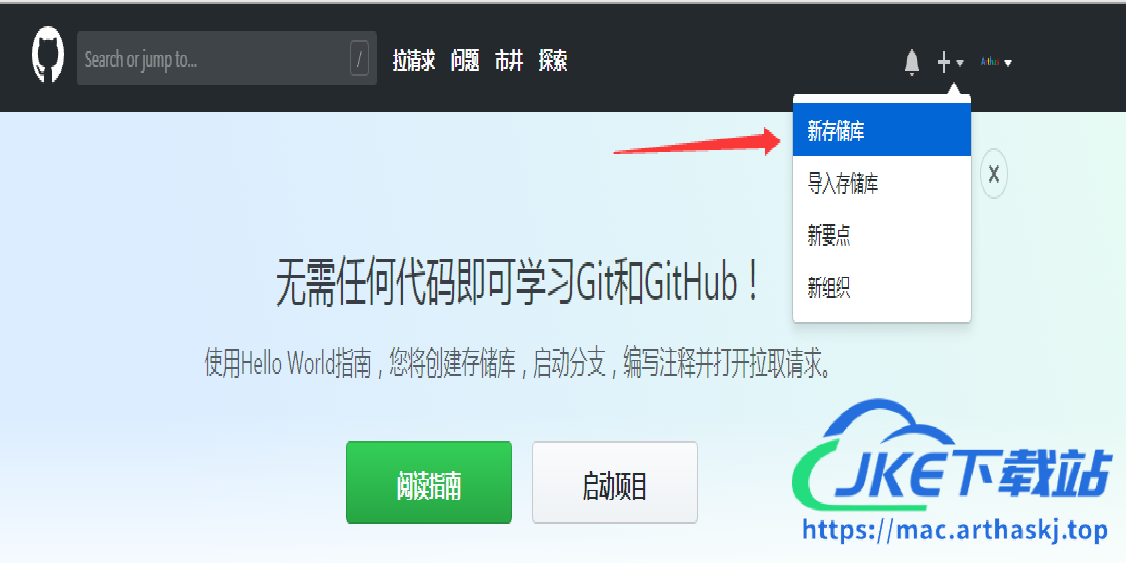 Search or jump to...
/
拉请求 问题 市井 探索
新存储库
导入存储库
新要点
新组织
无需任何代码即可学习Git和GitHub！
使用Hello World指南，您将创建存储库，启动分支，编写注释并打开拉取请求。
阅读指南 启动项目
JKE下载站
https://mac.arthaskj.top